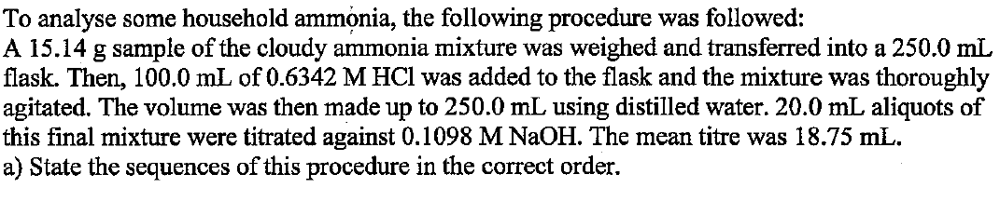 To analyse some household ammonia, the following procedure was followed:
A 15.14 g sample of the cloudy ammonia mixture was weighed and transferred into a 250.0 mL
flask. Then, 100.0 mL of 0.6342 M HCl was added to the flask and the mixture was thoroughly
agitated. The volume was then made up to 250.0 mL using distilled water. 20.0 mL aliquots of
this final mixture were titrated against 0.1098 M NaOH. The mean titre was 18.75 mL.
a) State the sequences of this procedure in the correct order.